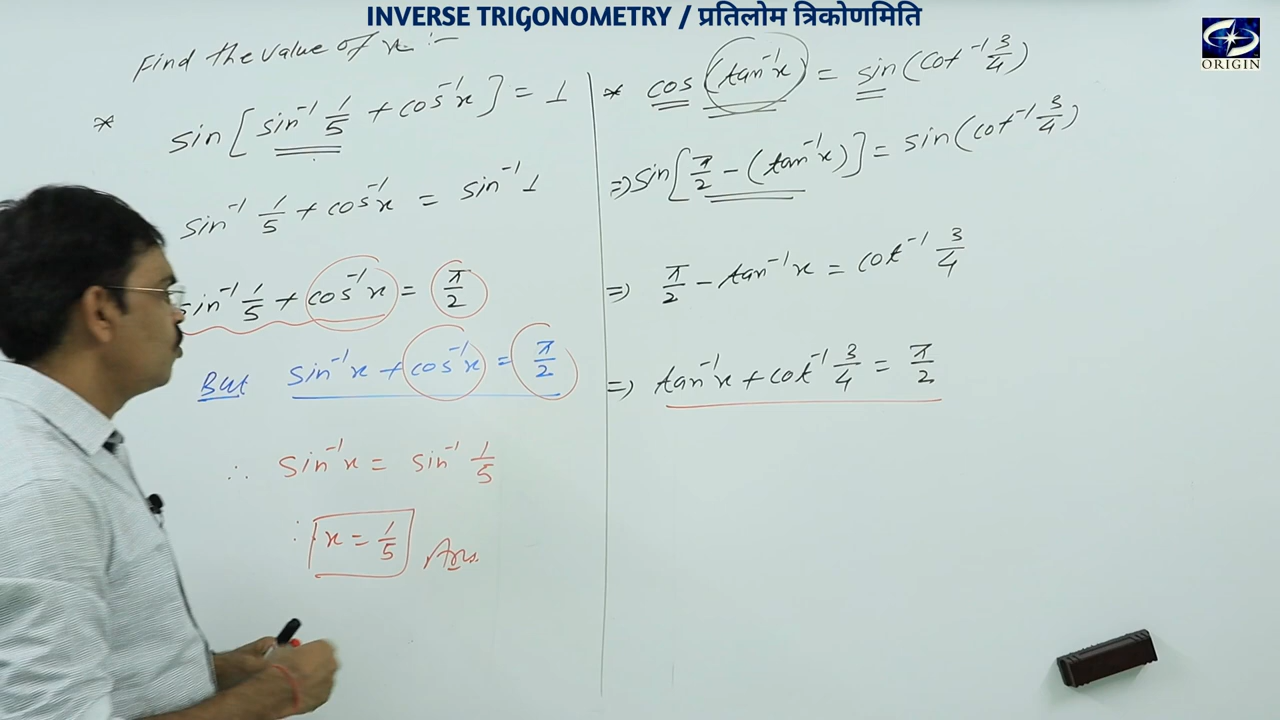 INVERSE TRIGONOMETRY / प्रतिलोम त्रिकोणमिति
ORIGIN
Find the value of x :-
* sin[sin⁻¹ 1/5 + cos⁻¹x] = 1
sin⁻¹ 1/5 + cos⁻¹x = sin⁻¹ 1
sin⁻¹ 1/5 + cos⁻¹x = π/2
But sin⁻¹x + cos⁻¹x = π/2
∴ sin⁻¹x = sin⁻¹ 1/5
∴ x = 1/5 Ans.
* cos (tan⁻¹x) = sin (cot⁻¹ 3/4)
⇒ sin[π/2 - (tan⁻¹x)] = sin(cot⁻¹ 3/4)
⇒ π/2 - tan⁻¹x = cot⁻¹ 3/4
⇒ tan⁻¹x + cot⁻¹ 3/4 = π/2